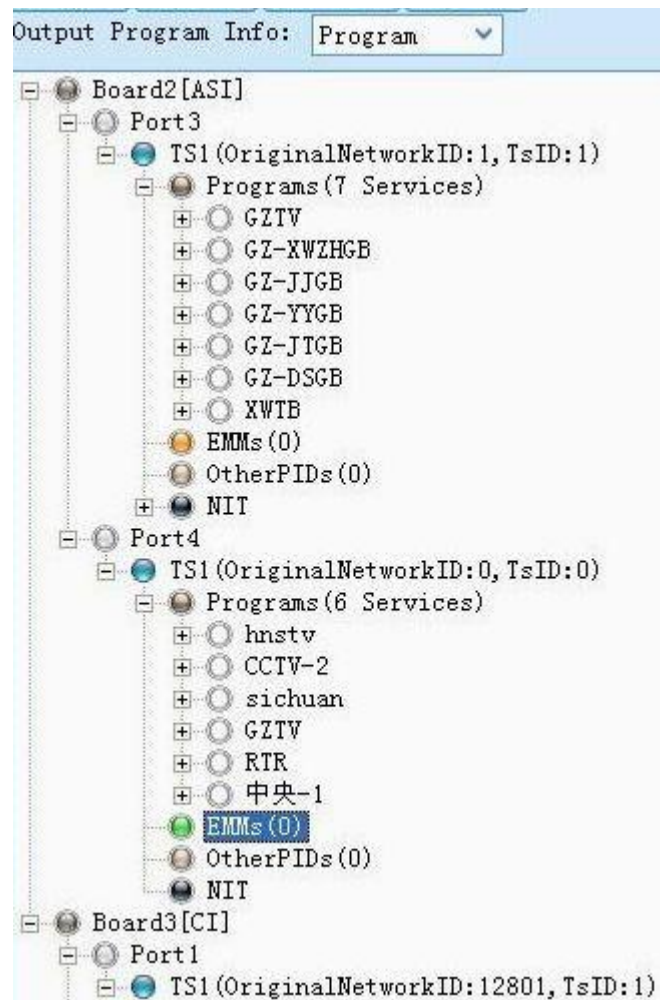 Output Program Info: Program
Board2[ASI]
Port3
TS1(OriginalNetworkID:1,TsID:1)
Programs(7 Services)
GZTV
GZ-XWZHGB
GZ-JJGB
GZ-YYGB
GZ-JTGB
GZ-DSGB
XWTB
EMMs(0)
OtherPIDs(0)
NIT
Port4
TS1(OriginalNetworkID:0,TsID:0)
Programs(6 Services)
hnstv
CCTV-2
sichuan
GZTV
RTR
中央-1
EMMs(0)
OtherPIDs(0)
NIT
Board3[CI]
Port1
TS1(OriginalNetworkID:12801,TsID:1)